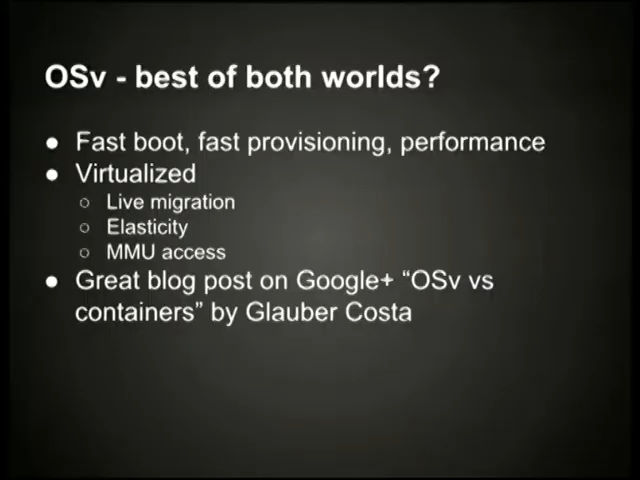 OSv - best of both worlds?
● Fast boot, fast provisioning, performance
● Virtualized
○ Live migration
○ Elasticity
○ MMU access
● Great blog post on Google+ “OSv vs
containers” by Glauber Costa